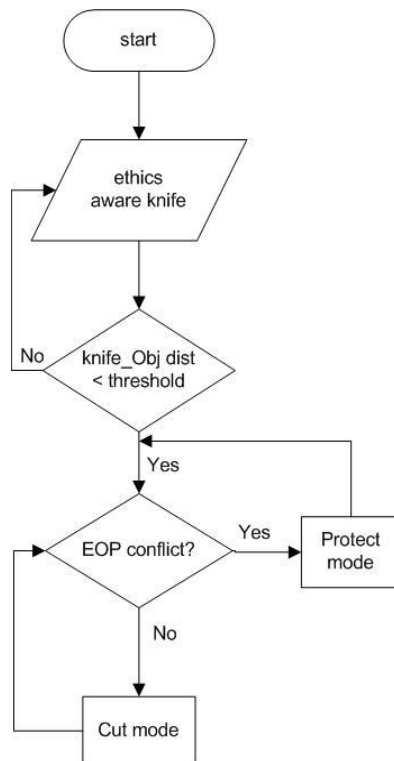 start
ethics
aware knife
No
knife_Obj dist
< threshold
Yes
EOP conflict?
Yes
Protect
mode
No
Cut mode